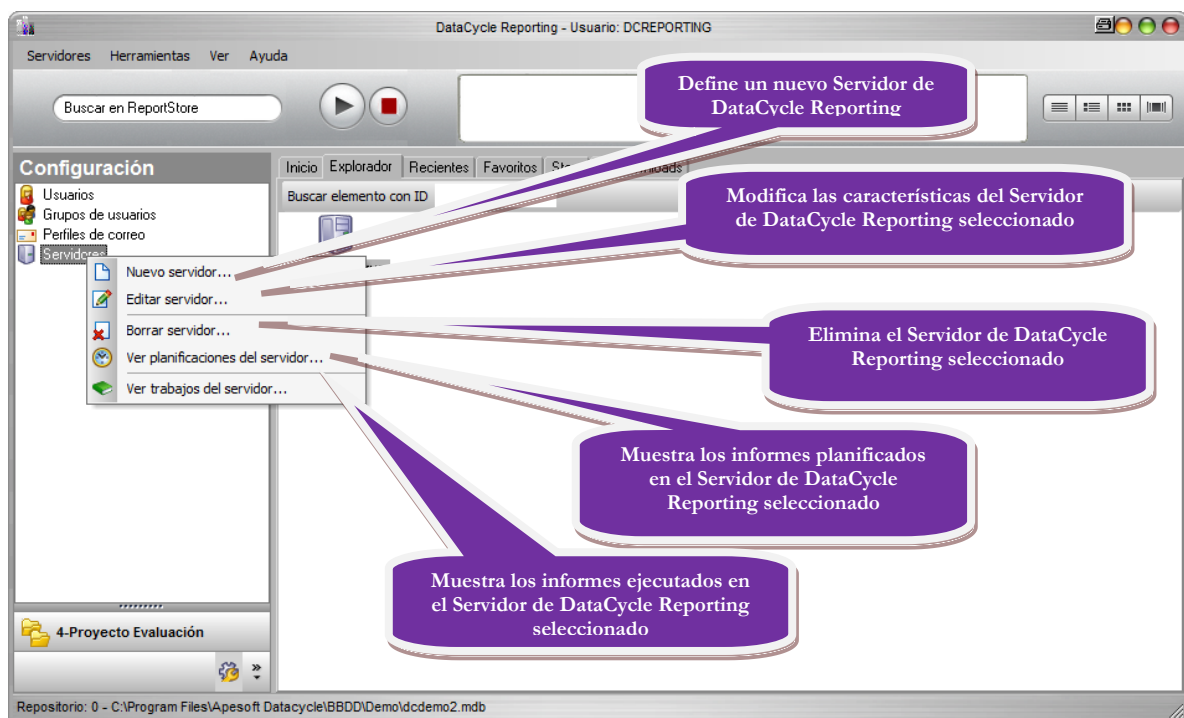 DataCycle Reporting - Usuario: DCREPORTING
Servidores Herramientas Ver Ayuda
Buscar en ReportStore
Define un nuevo Servidor de
DataCycle Reporting
Configuración
Inicio Explorador Recientes Favoritos
Usuarios
Grupos de usuarios
Perfiles de correo
Servidores
Buscar elemento con ID
Modifica las características del Servidor
de DataCycle Reporting seleccionado
Nuevo servidor...
Editar servidor...
Borrar servidor...
Ver planificaciones del servidor...
Ver trabajos del servidor...
Elimina el Servidor de DataCycle
Reporting seleccionado
Muestra los informes planificados
en el Servidor de DataCycle
Reporting seleccionado
Muestra los informes ejecutados en
el Servidor de DataCycle Reporting
seleccionado
4-Proyecto Evaluación
Repositorio: 0 - C:\Program Files\Apesoft Datacycle\BBDD\Demo\dcdemo2.mdb